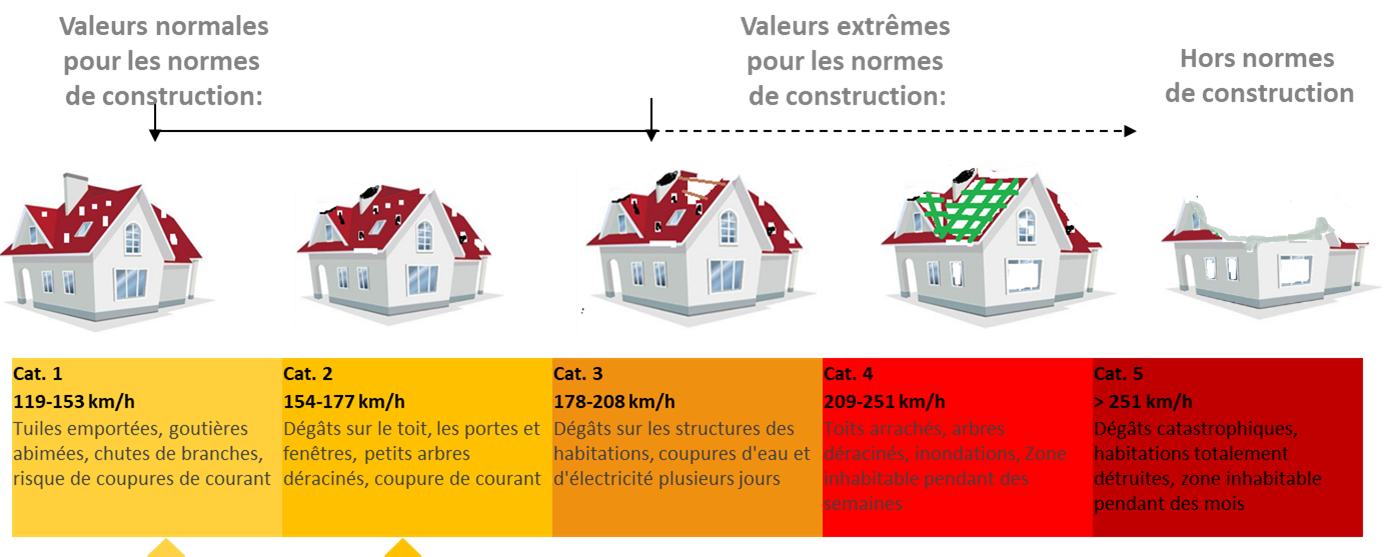 Valeurs normales
pour les normes
de construction:
Valeurs extrêmes
pour les normes
de construction:
Hors normes
de construction
Cat. 1
119-153 km/h
Tuiles emportées, goutières
abimées, chutes de branches,
risque de coupures de courant
Cat. 2
154-177 km/h
Dégâts sur le toit, les portes et
fenêtres, petits arbres
déracinés, coupure de courant
Cat. 3
178-208 km/h
Dégâts sur les structures des
habitations, coupures d'eau et
d'électricité plusieurs jours
Cat. 4
209-251 km/h
Toits arrachés, arbres
déracinés, inondations, Zone
inhabitable pendant des
semaines
Cat. 5
> 251 km/h
Dégâts catastrophiques,
habitations totalement
détruites, zone inhabitable
pendant des mois